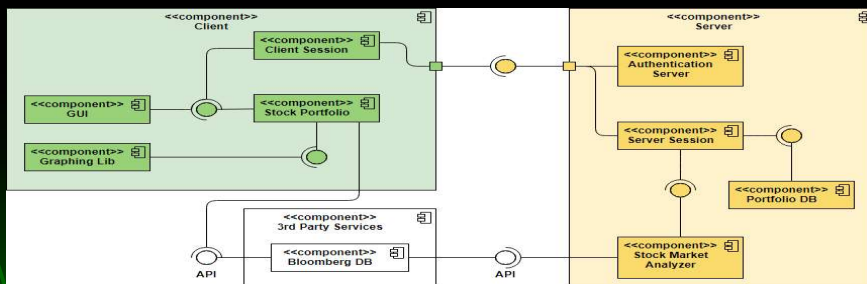 <<component>>
Client
<<component>>
Client Session
<<component>>
GUI
<<component>>
Stock Portfolio
<<component>>
Graphing Lib
<<component>>
3rd Party Services
<<component>>
Bloomberg DB
API
API
<<component>>
Server
<<component>>
Authentication
Server
<<component>>
Server Session
<<component>>
Portfolio DB
<<component>>
Stock Market
Analyzer